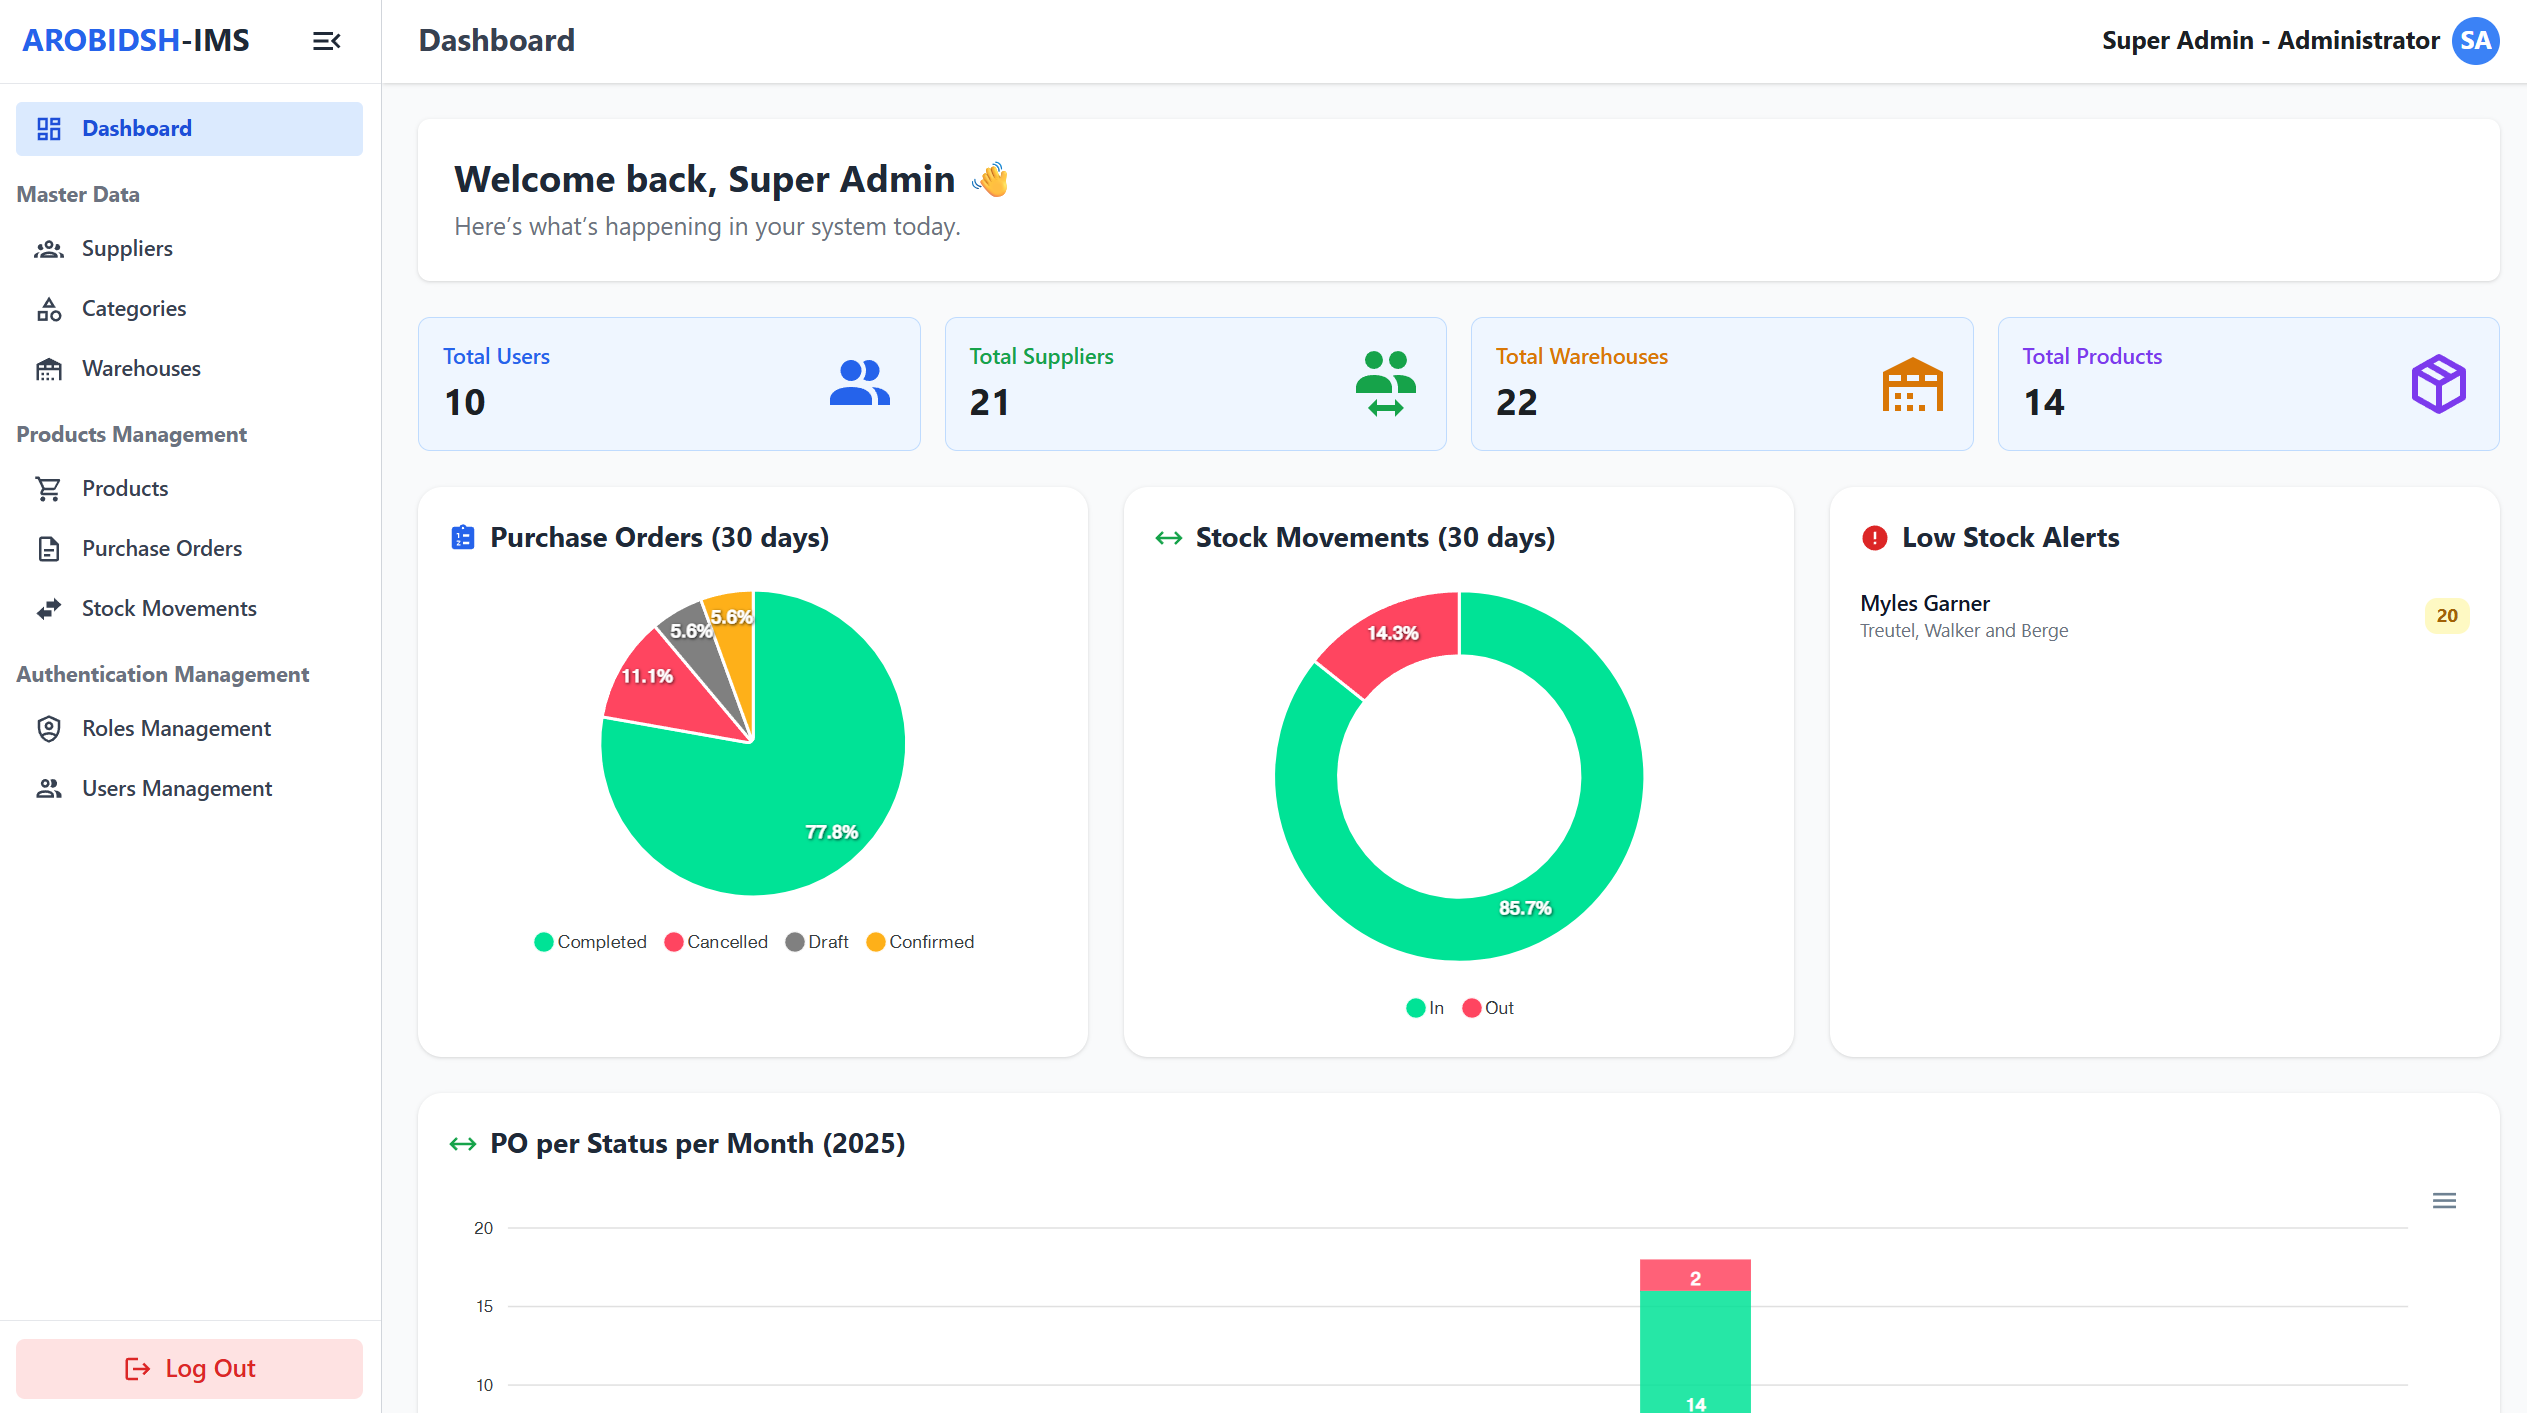 AROBIDSH-IMS
Dashboard
Super Admin - Administrator SA
Dashboard
Master Data
Suppliers
Categories
Warehouses
Products Management
Products
Purchase Orders
Stock Movements
Authentication Management
Roles Management
Users Management
Log Out
Welcome back, Super Admin 👋
Here’s what’s happening in your system today.
Total Users
10
Total Suppliers
21
Total Warehouses
22
Total Products
14
Purchase Orders (30 days)
5.6%
5.6%
11.1%
77.8%
Completed Cancelled Draft Confirmed
Stock Movements (30 days)
14.3%
85.7%
In Out
Low Stock Alerts
Myles Garner
Treutel, Walker and Berge
20
PO per Status per Month (2025)
20
2
15
10
14